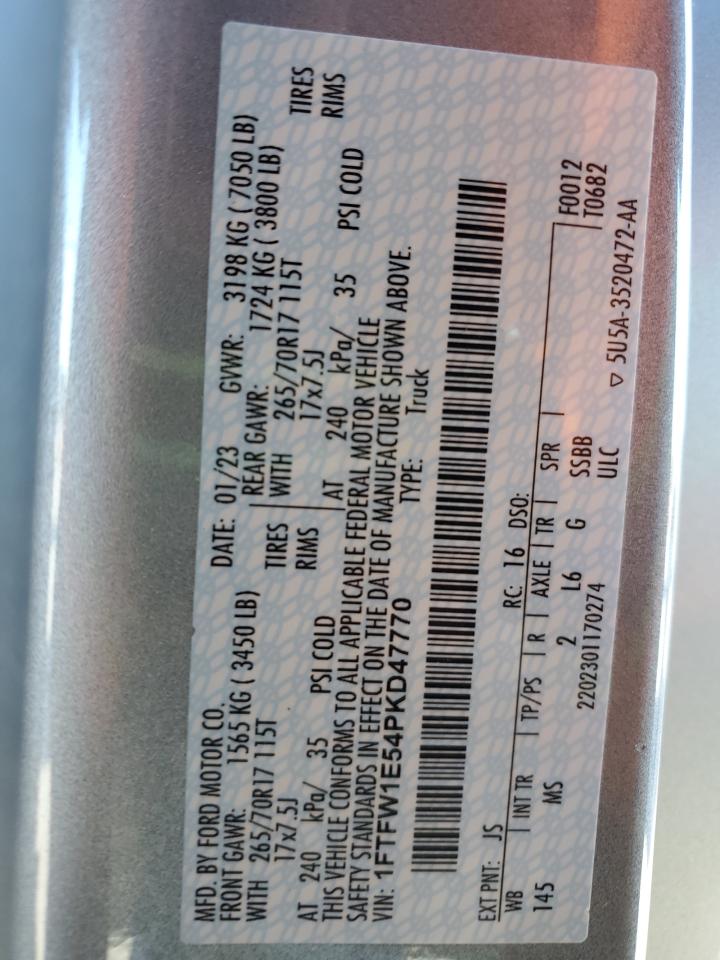 MFD. BY FORD MOTOR CO. DATE: 01/23 GVWR: 3198 KG ( 7050 LB)
FRONT GAWR: 1565 KG ( 3450 LB) REAR GAWR: 1724 KG ( 3800 LB)
WITH 265/70R17 115T TIRES WITH 265/70R17 115T TIRES
17x7.5J RIMS 17x7.5J RIMS
AT 240 kPa/ 35 PSI COLD AT 240 kPa/ 35 PSI COLD
THIS VEHICLE CONFORMS TO ALL APPLICABLE FEDERAL MOTOR VEHICLE
SAFETY STANDARDS IN EFFECT ON THE DATE OF MANUFACTURE SHOWN ABOVE.
VIN: 1FTFW1E54PKD47770 TYPE: Truck
EXT PNT: JS RC: 16 DSO:
WB INT TR TP/PS R AXLE TR SPR F0012
145 MS 2 L6 G SSBB T0682
2202301170274 ULC ▽ 5U5A-3520472-AA